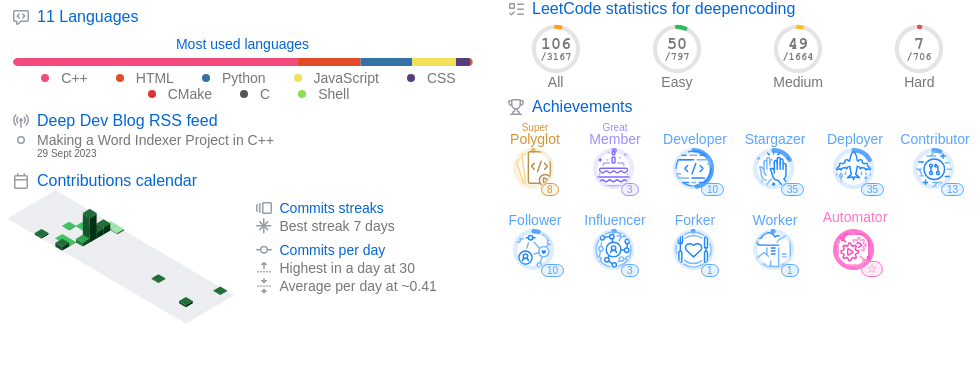 11 Languages
Most used languages
C++ HTML Python JavaScript CSS
CMake C Shell
Deep Dev Blog RSS feed
Making a Word Indexer Project in C++
29 Sept 2023
Contributions calendar
Commits streaks
Best streak 7 days
Commits per day
Highest in a day at 30
Average per day at ~0.41
LeetCode statistics for deepencoding
106 50 49 7
/3167 /797 /1664 /706
All Easy Medium Hard
Achievements
Super Great
Polyglot Member Developer Stargazer Deployer Contributor
8 3 10 35 35 13
Follower Influencer Forker Worker Automator
10 3 1 1